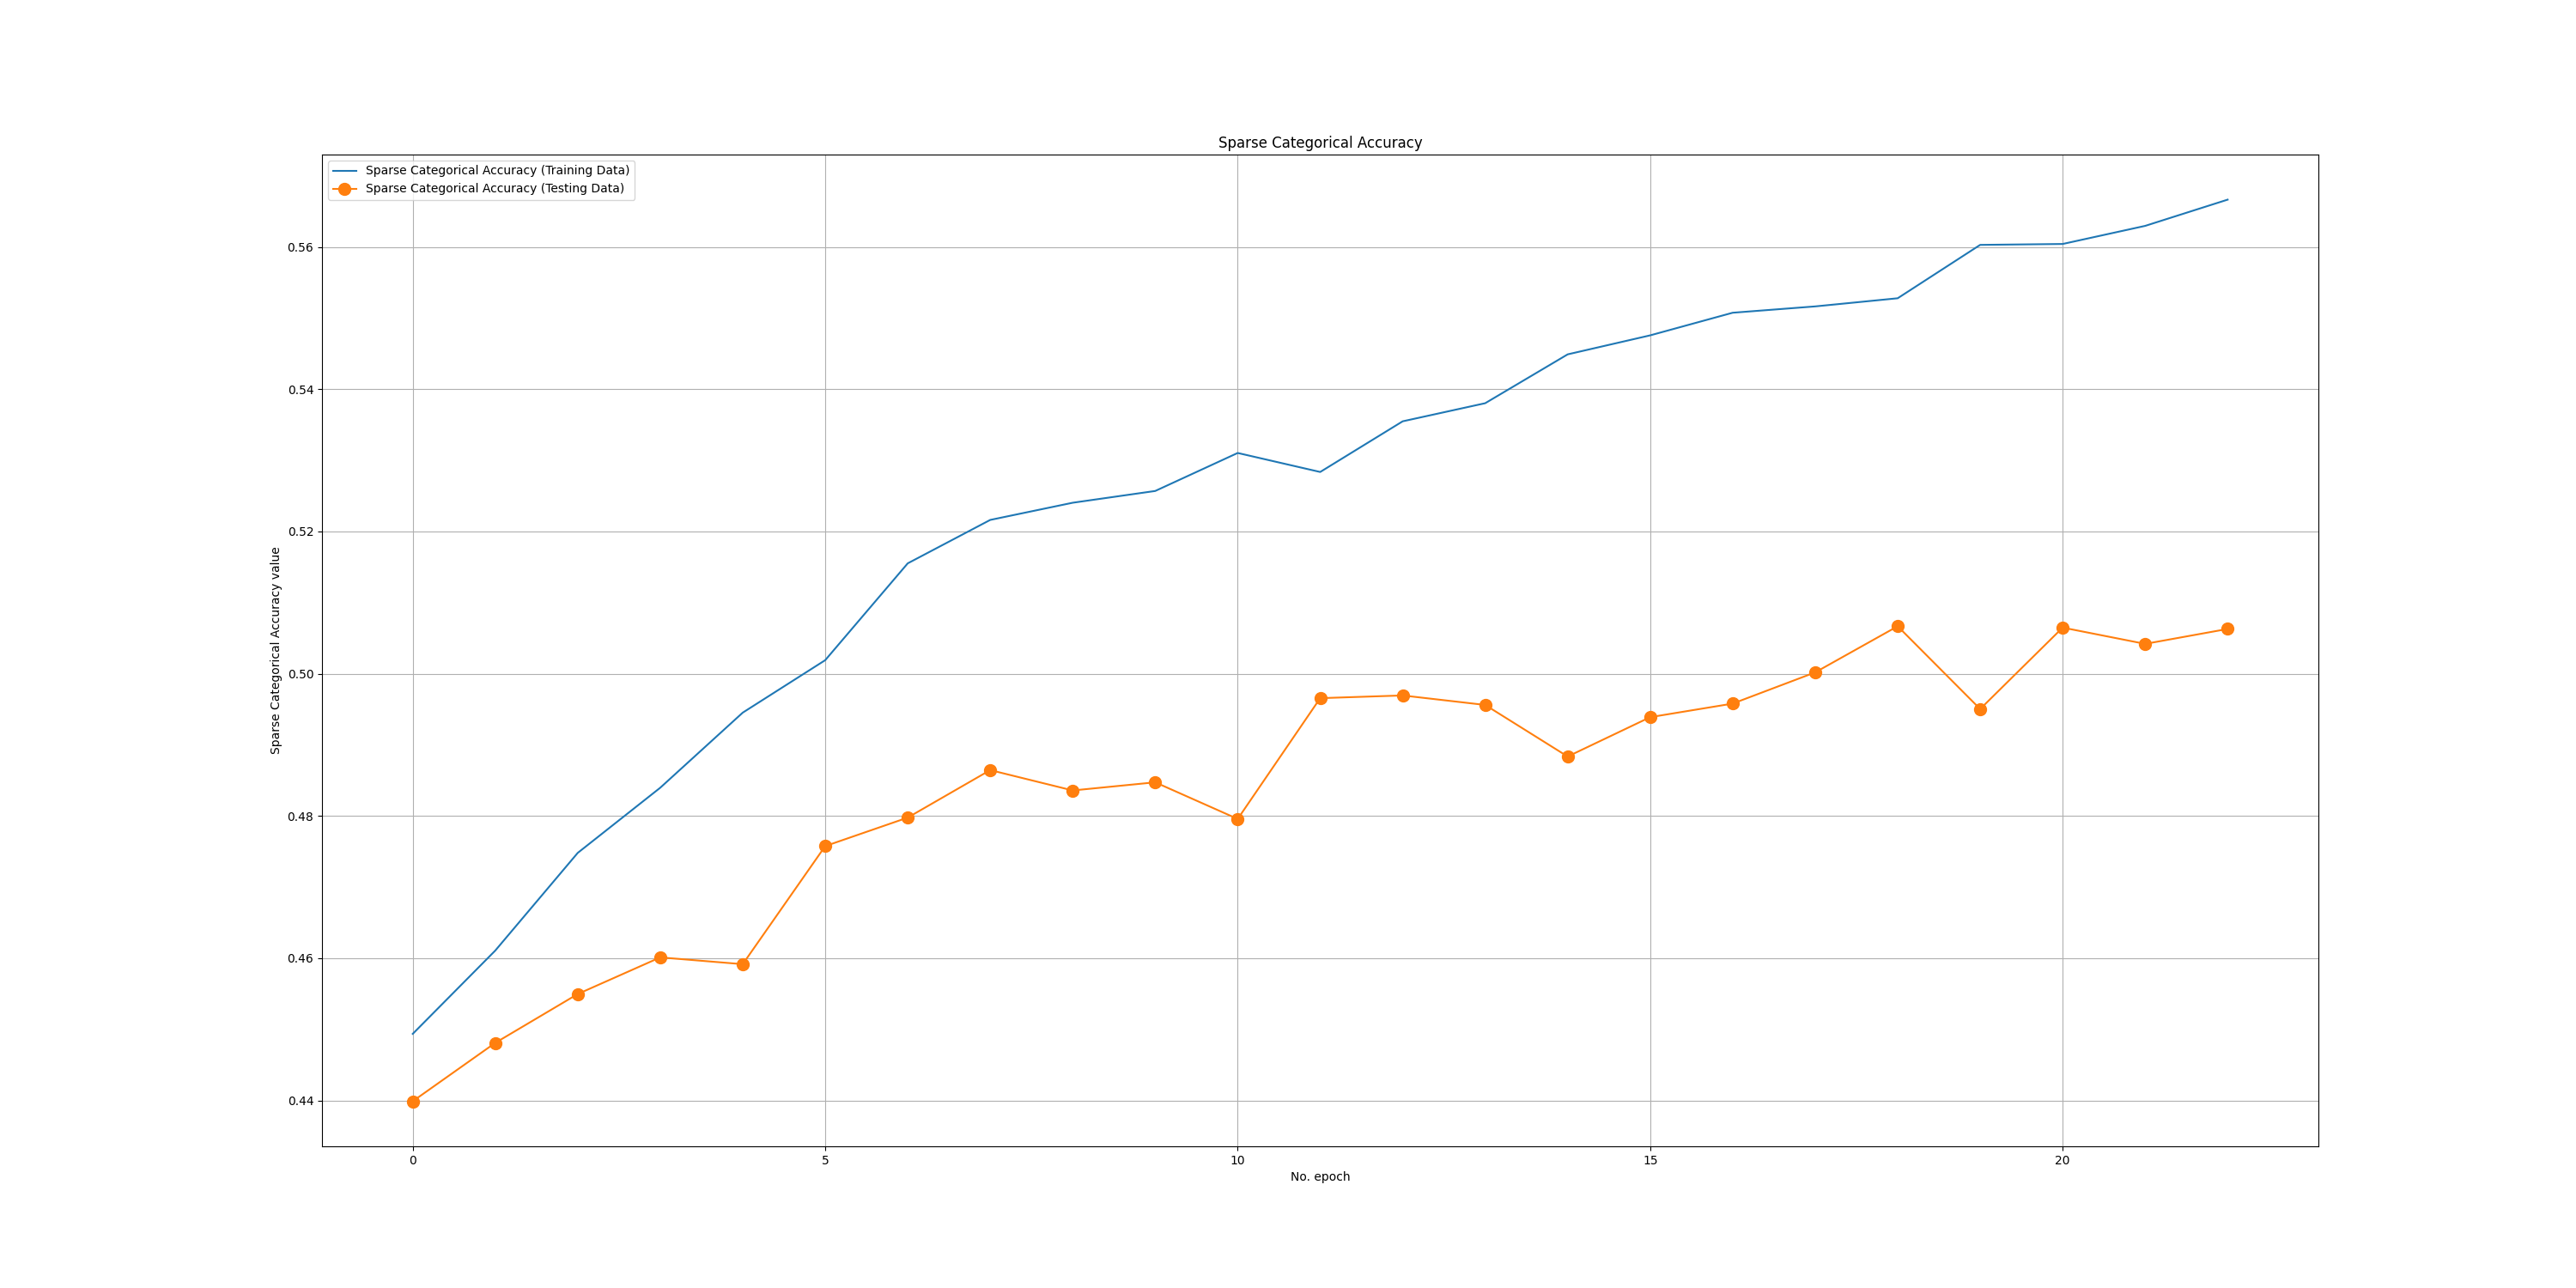 Sparse Categorical Accuracy
Sparse Categorical Accuracy (Training Data)
Sparse Categorical Accuracy (Testing Data)
Sparse Categorical Accuracy value
0.56
0.54
0.52
0.50
0.48
0.46
0.44
0 5 10 15 20
No. epoch